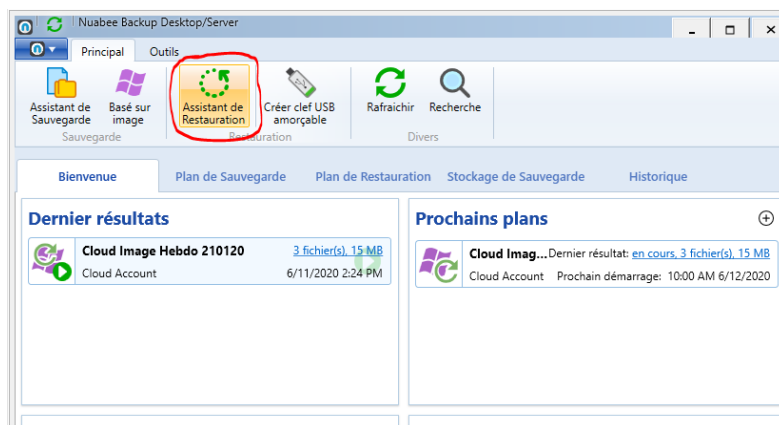 Nuabee Backup Desktop/Server
Principal Outils
Assistant de Sauvegarde
Basé sur image
Assistant de Restauration
Créer clef USB amorçable
Rafraichir
Recherche
Sauvegarde
Restauration
Divers
Bienvenue Plan de Sauvegarde Plan de Restauration Stockage de Sauvegarde Historique
Dernier résultats
Cloud Image Hebdo 210120 3 fichier(s), 15 MB
Cloud Account 6/11/2020 2:24 PM
Prochains plans
Cloud Imag... Dernier résultat: en cours, 3 fichier(s), 15 MB
Cloud Account Prochain démarrage: 10:00 AM 6/12/2020